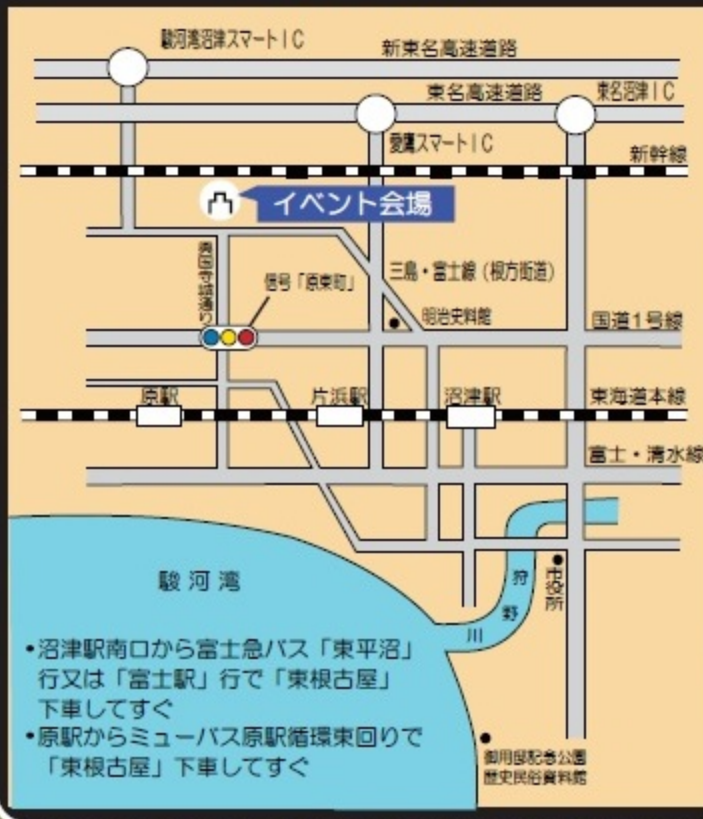 駿河湾沼津スマートIC
新東名高速道路
東名高速道路
東名沼津IC
愛鷹スマートIC
新幹線
イベント会場
興国寺城通り
三島・富士線（根方街道）
信号「原東町」
明治史料館
国道1号線
原駅
片浜駅
沼津駅
東海道本線
富士・清水線
駿河湾
狩野川
市役所
•沼津駅南口から富士急バス「東平沼」
行又は「富士駅」行で「東根古屋」
下車してすぐ
•原駅からミューバス原駅循環東回りで
「東根古屋」下車してすぐ
御用邸記念公園
歴史民俗資料館